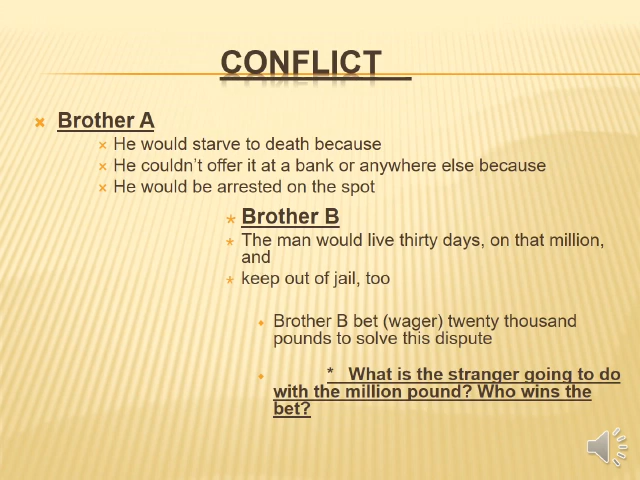 CONFLICT
Brother A
He would starve to death because
He couldn't offer it at a bank or anywhere else because
He would be arrested on the spot
Brother B
The man would live thirty days, on that million,
and
keep out of jail, too
Brother B bet (wager) twenty thousand
pounds to solve this dispute
* What is the stranger going to do
with the million pound? Who wins the
bet?